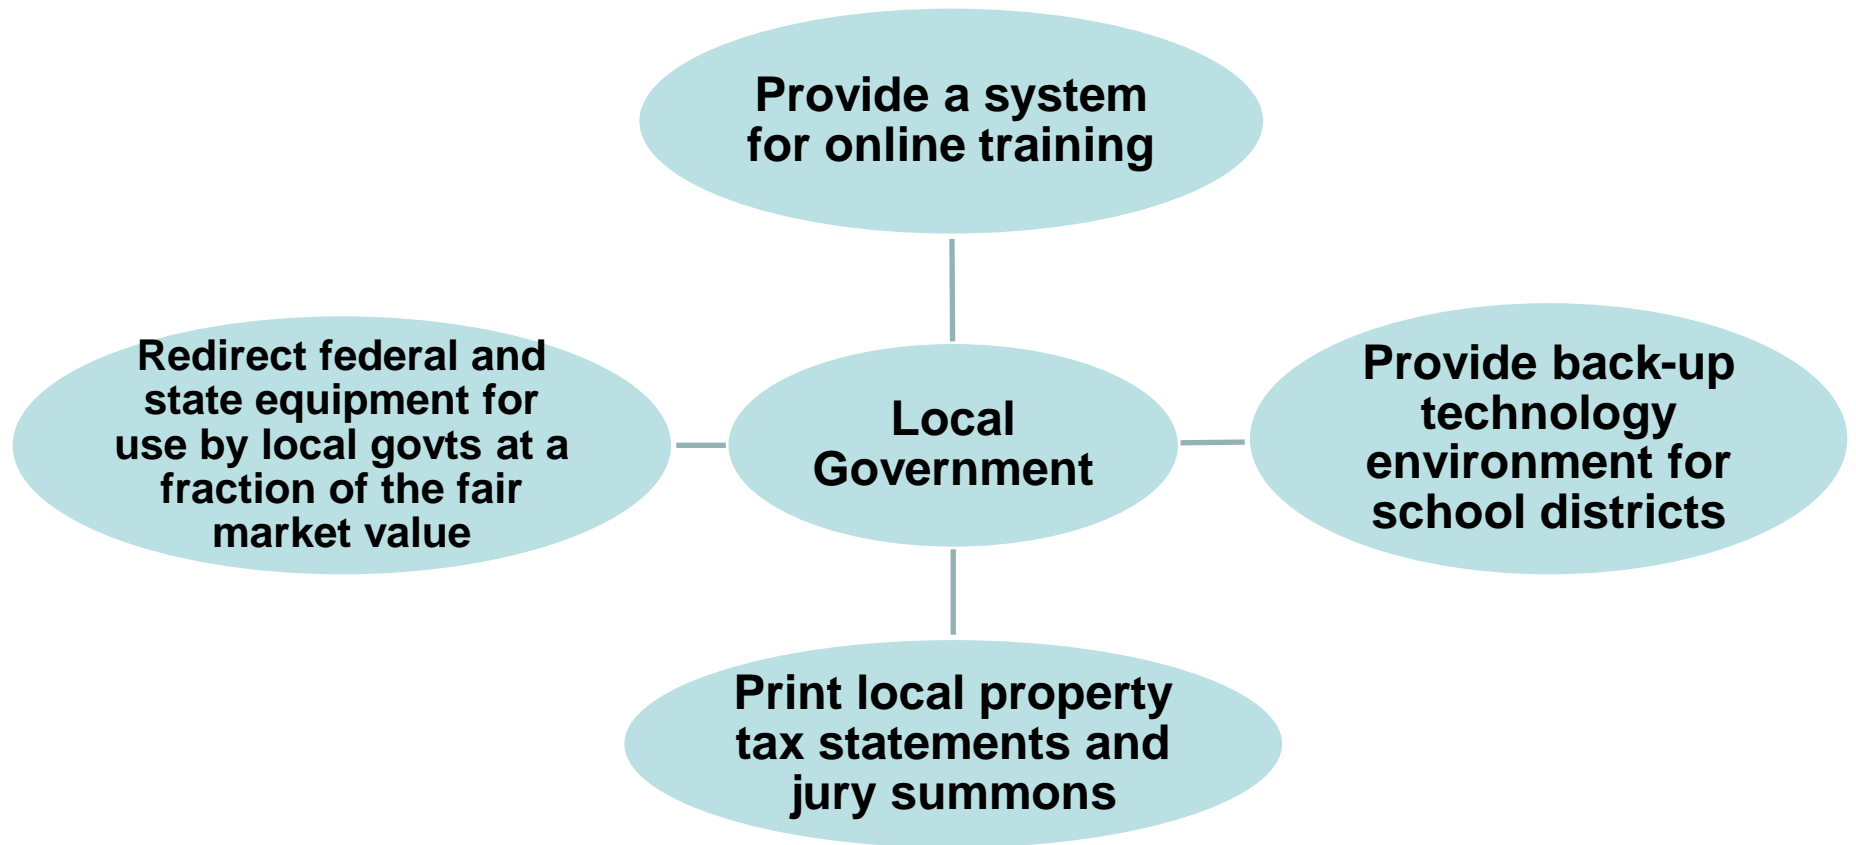 Provide a system
for online training
Redirect federal and
state equipment for
use by local govts at a
fraction of the fair
market value
Local
Government
Provide back-up
technology
environment for
school districts
Print local property
tax statements and
jury summons